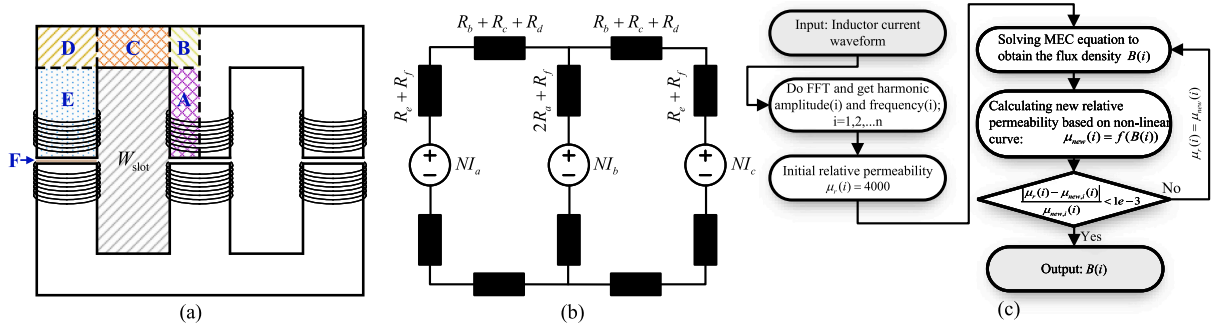 D
C
B
E
A
F
W_slot
(a)
R_b + R_c + R_d
R_b + R_c + R_d
R_e + R_f
2R_a + R_f
R_e + R_f
+
−
NI_a
+
−
NI_b
+
−
NI_c
(b)
Input: Inductor current
waveform
Do FFT and get harmonic
amplitude(i) and frequency(i);
i=1,2,...n
Initial relative permeability
μ_r(i) = 4000
Solving MEC equation to
obtain the flux density B(i)
Calculating new relative
permeability based on non-linear
curve: μ_new(i) = f(B(i))
|μ_r(i) − μ_new,i(i)|
μ_new,i(i)
<1e−3
No
μ_r(i) = μ_new(i)
Yes
Output: B(i)
(c)